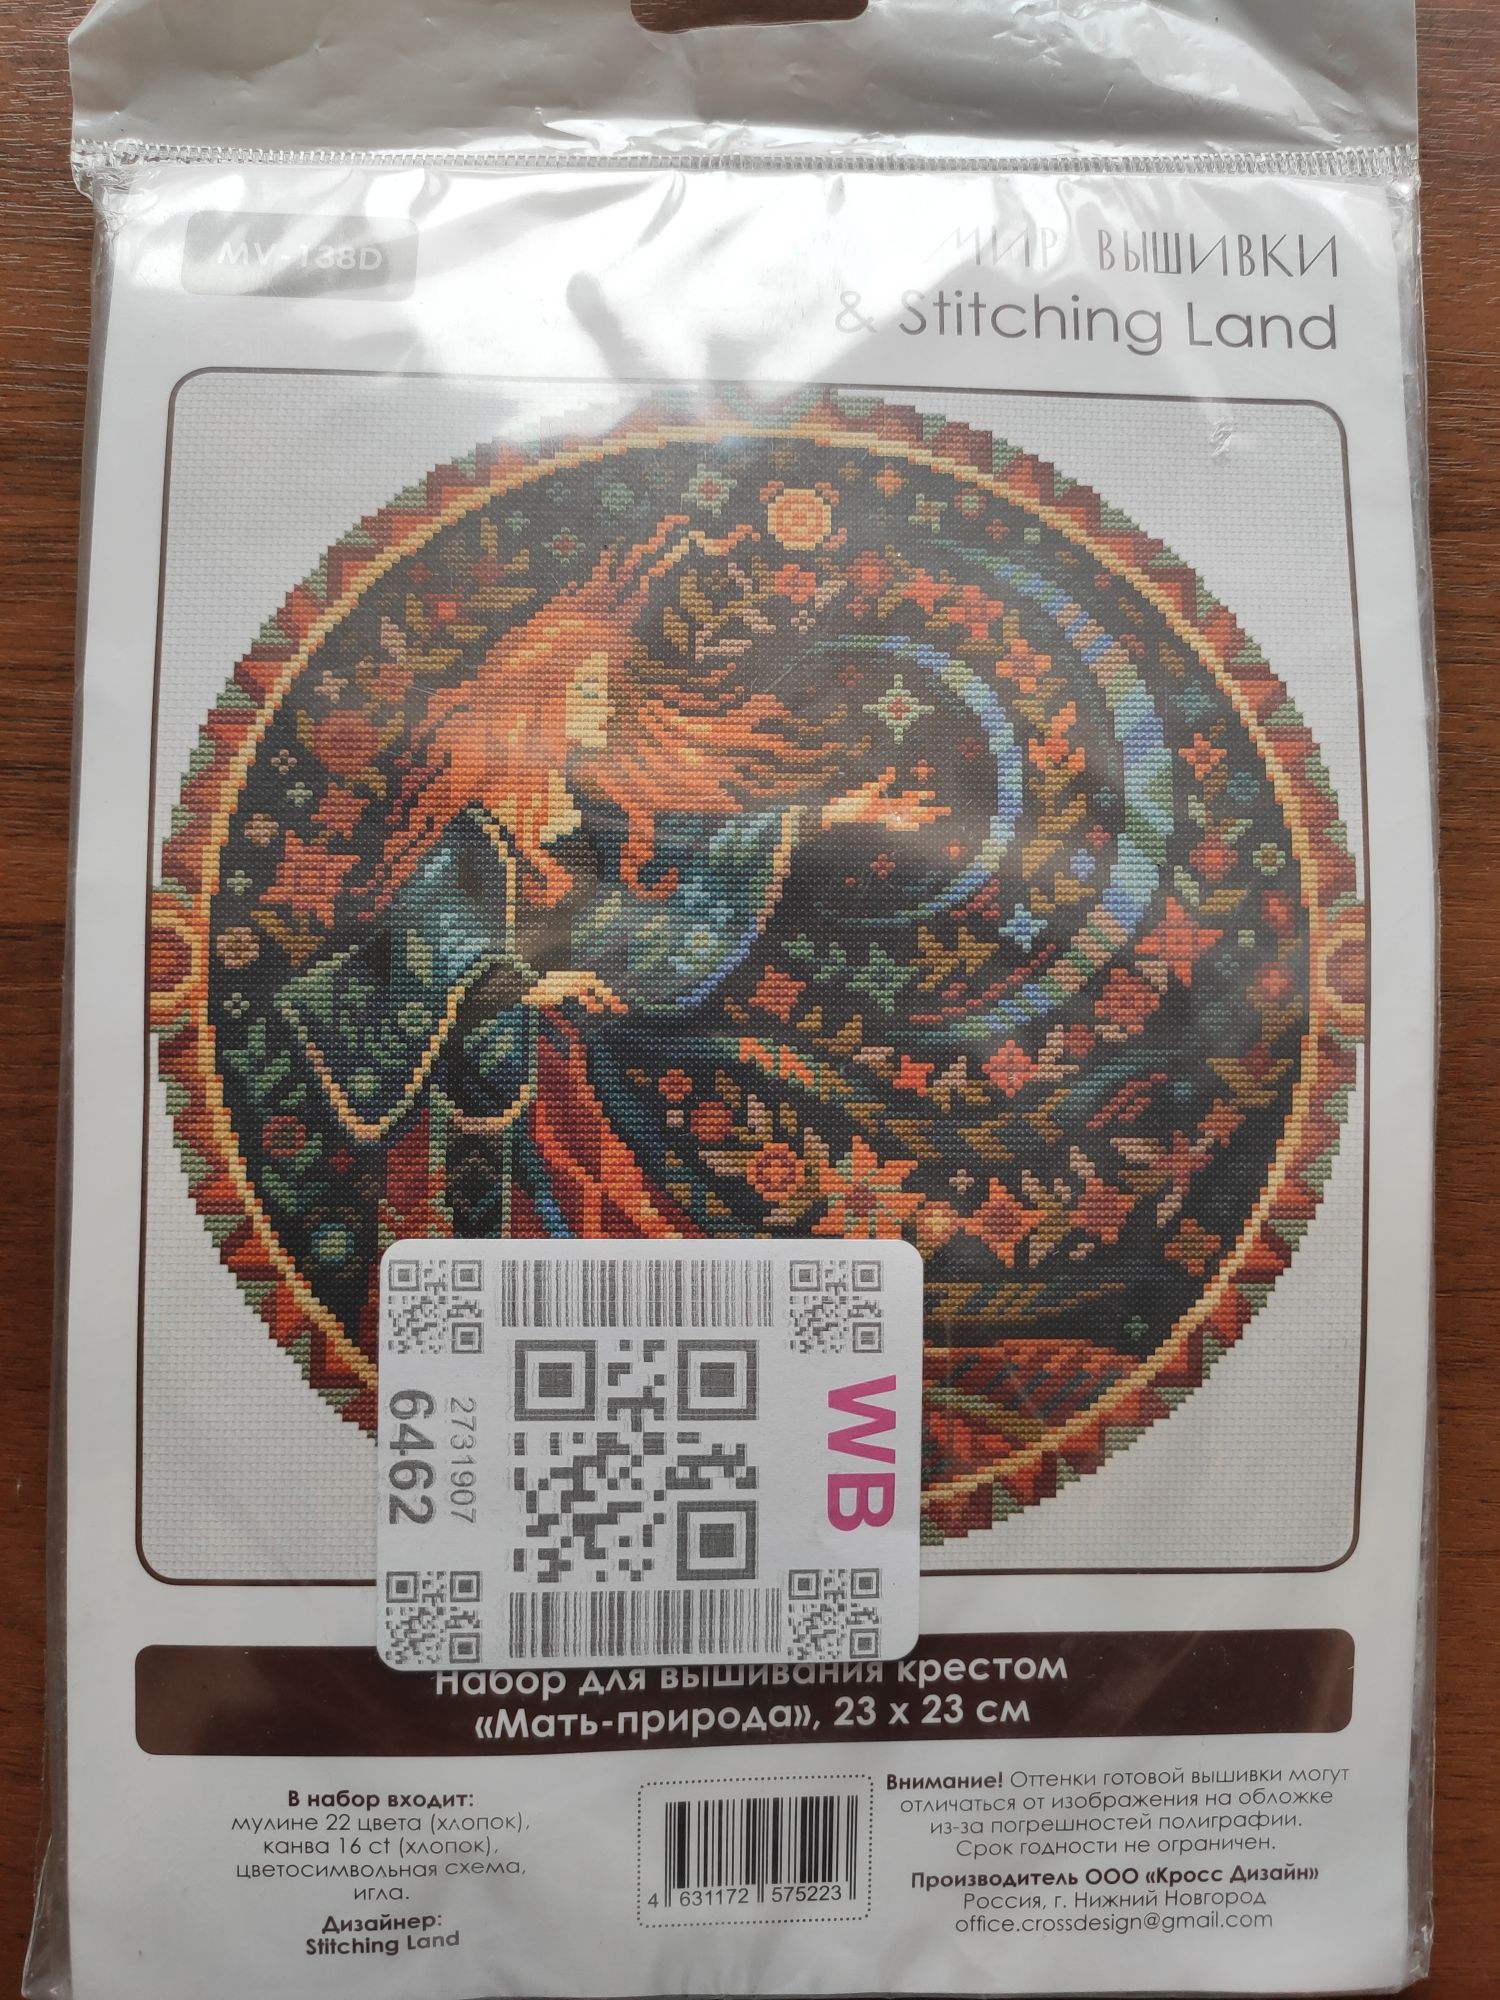 MV-138D
МИР ВЫШИВКИ
& Stitching Land
WB
2731907
6462
Набор для вышивания крестом
«Мать-природа», 23 х 23 см
В набор входит:
мулине 22 цвета (хлопок),
канва 16 ct (хлопок),
цветосимвольная схема,
игла.
Дизайнер:
Stitching Land
4 631172 575223
Внимание! Оттенки готовой вышивки могут
отличаться от изображения на обложке
из-за погрешностей полиграфии.
Срок годности не ограничен.
Производитель ООО «Кросс Дизайн»
Россия, г. Нижний Новгород
office.crossdesign@gmail.com